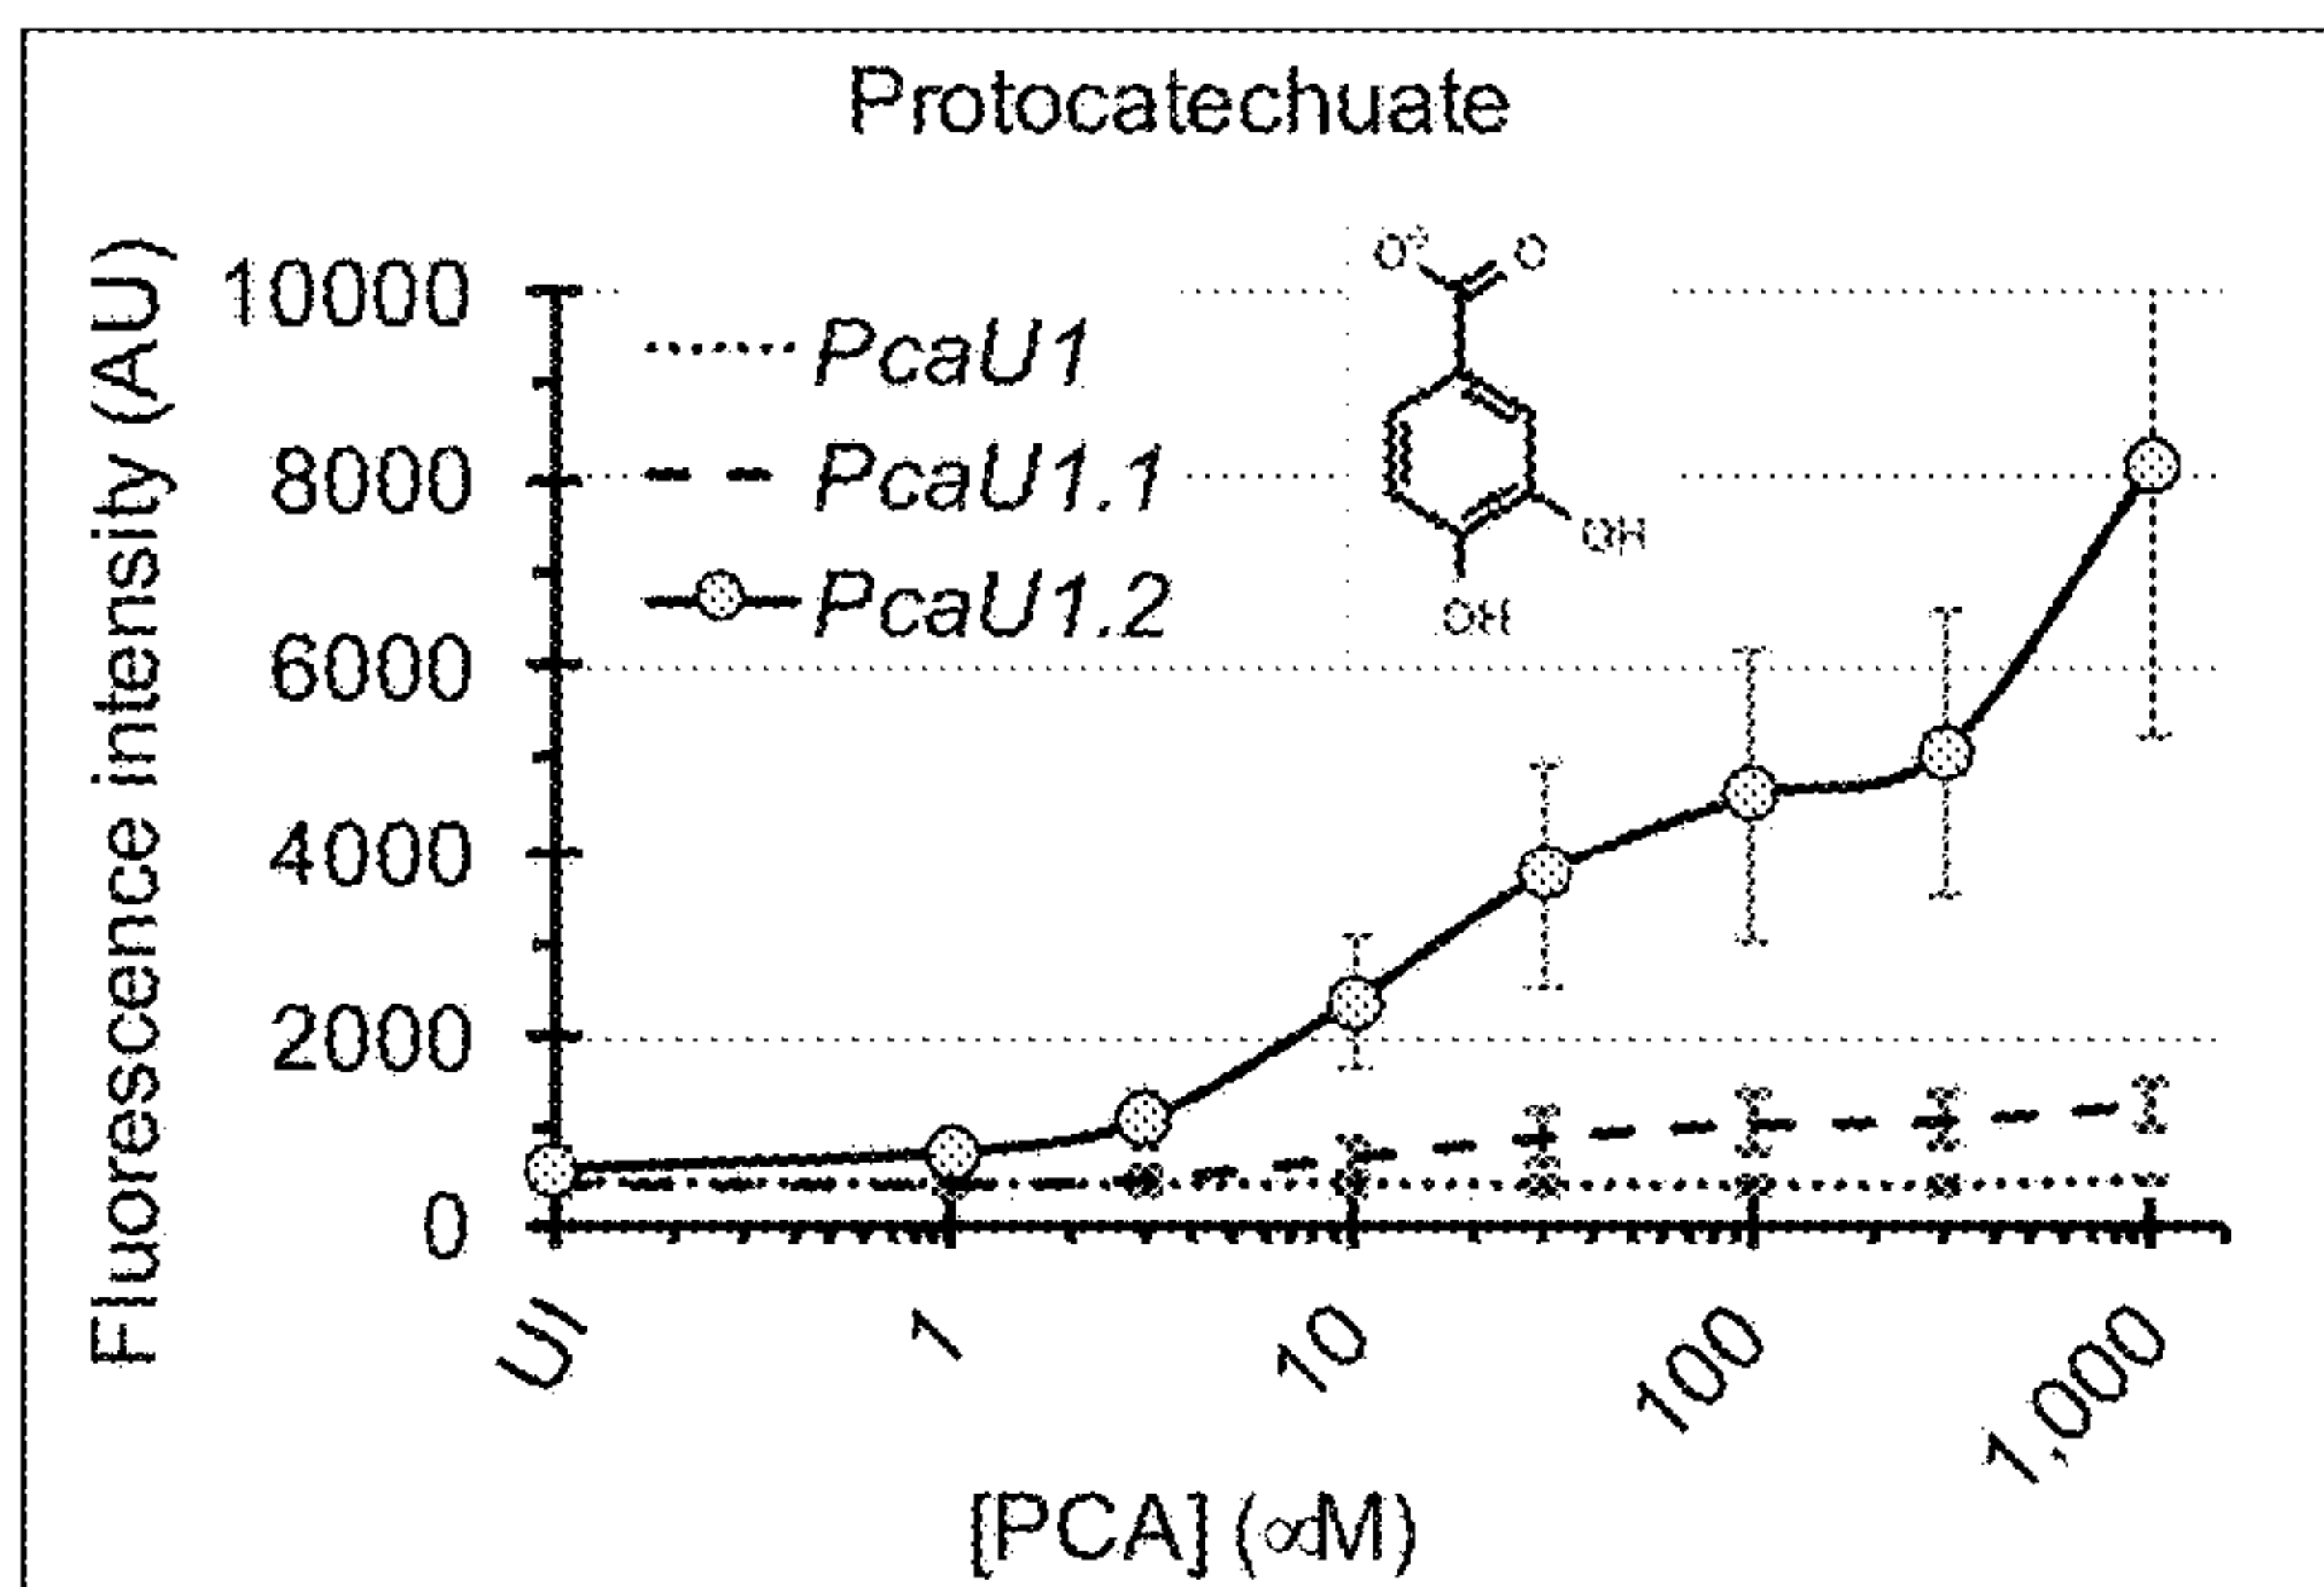 Protocatechuate
Fluorescence intensity (AU)
10000
8000
6000
4000
2000
0
PcaU1
PcaU1.1
PcaU1.2
O⁻
O
OH
OH
UI
1
10
100
1,000
[PCA] (∝M)